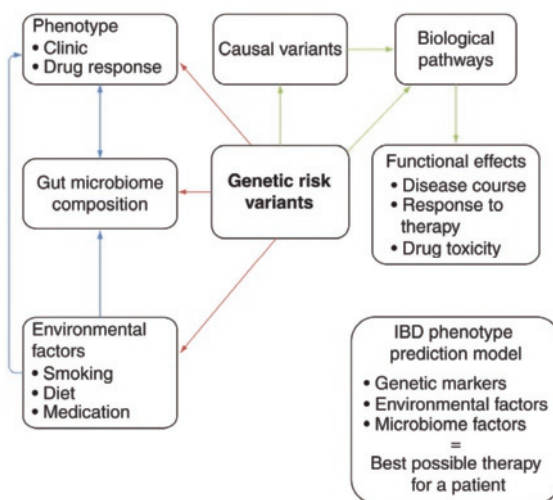 Phenotype
• Clinic
• Drug response
Causal variants
Biological
pathways
Gut microbiome
composition
Genetic risk
variants
Functional effects
• Disease course
• Response to
therapy
• Drug toxicity
Environmental
factors
• Smoking
• Diet
• Medication
IBD phenotype
prediction model
• Genetic markers
• Environmental factors
• Microbiome factors
=
Best possible therapy
for a patient